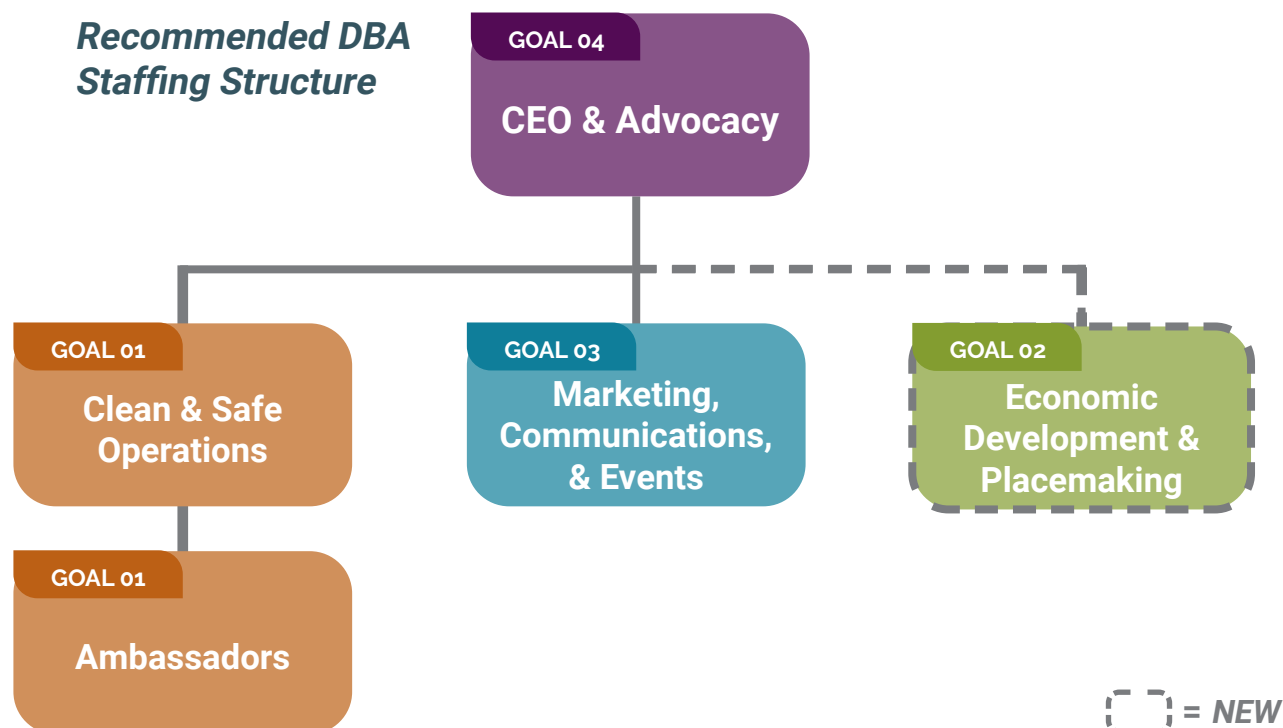 Recommended DBA
Staffing Structure
GOAL 04
CEO & Advocacy
GOAL 01
Clean & Safe
Operations
GOAL 03
Marketing,
Communications,
& Events
GOAL 02
Economic
Development &
Placemaking
GOAL 01
Ambassadors
= NEW